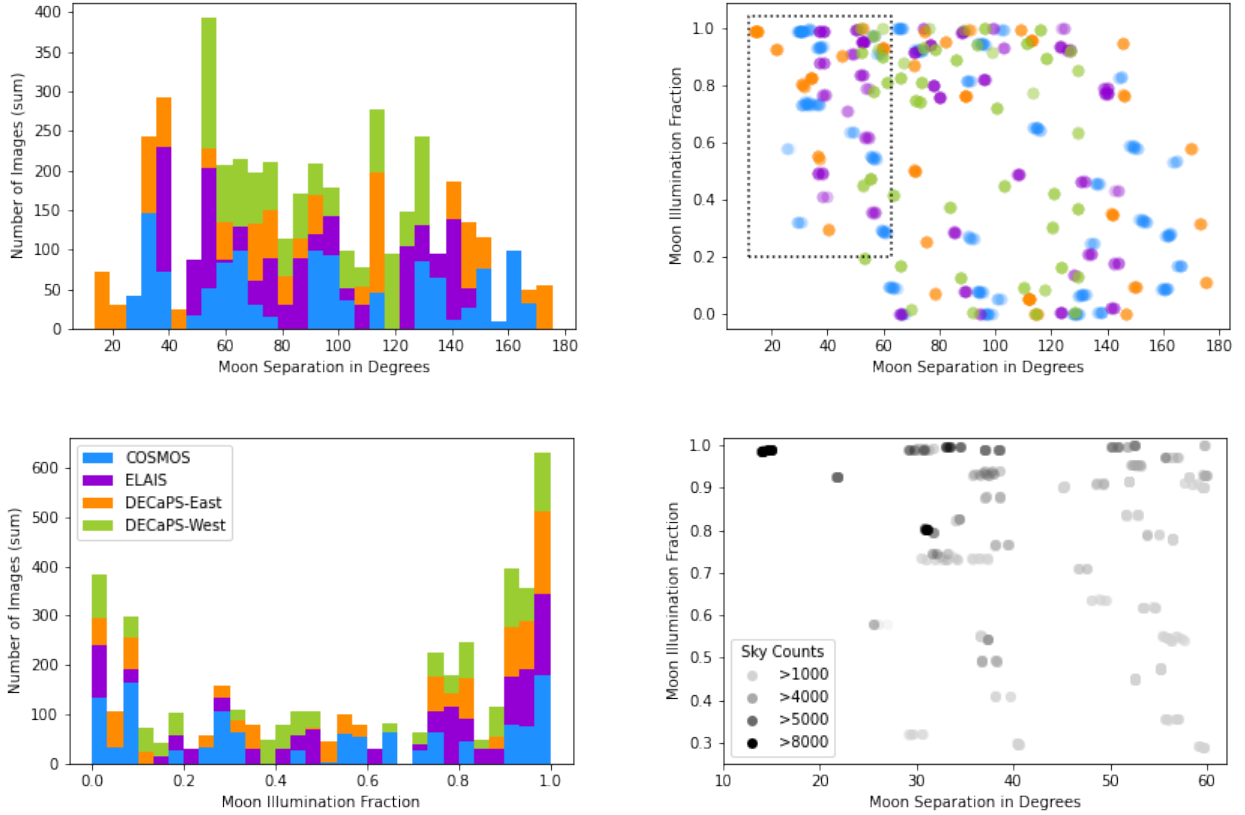 400
350
300
250
200
150
100
50
0
20 40 60 80 100 120 140 160 180
Number of Images (sum)
Moon Separation in Degrees
1.0
0.8
0.6
0.4
0.2
0.0
20 40 60 80 100 120 140 160 180
Moon Illumination Fraction
Moon Separation in Degrees
600
500
400
300
200
100
0
0.0 0.2 0.4 0.6 0.8 1.0
Number of Images (sum)
Moon Illumination Fraction
COSMOS
ELAIS
DECaPS-East
DECaPS-West
1.0
0.9
0.8
0.7
0.6
0.5
0.4
0.3
10 20 30 40 50 60
Moon Illumination Fraction
Moon Separation in Degrees
Sky Counts
>1000
>4000
>5000
>8000